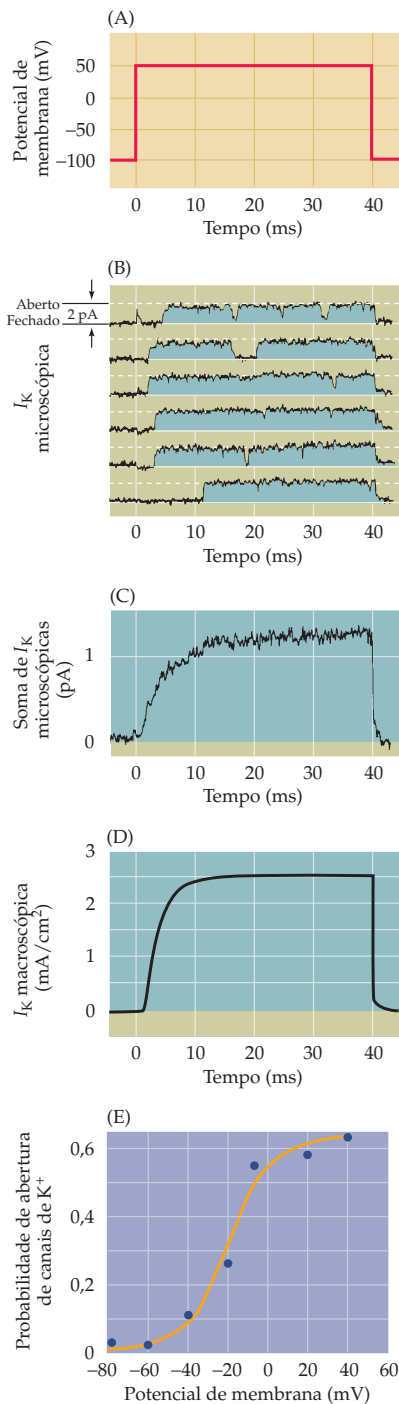 (A)
Potencial de
membrana (mV)
50
0
−50
−100
0 10 20 30 40
Tempo (ms)
(B)
Aberto
Fechado
2 pA
I K
microscópica
0 10 20 30 40
Tempo (ms)
(C)
Soma de I K
microscópicas
(pA)
1
0
0 10 20 30 40
Tempo (ms)
(D)
I K macroscópica
(mA/cm²)
3
2
1
0
0 10 20 30 40
Tempo (ms)
(E)
Probabilidade de abertura
de canais de K⁺
0,6
0,2
0
−80 −60 −40 −20 0 20 40 60
Potencial de membrana (mV)